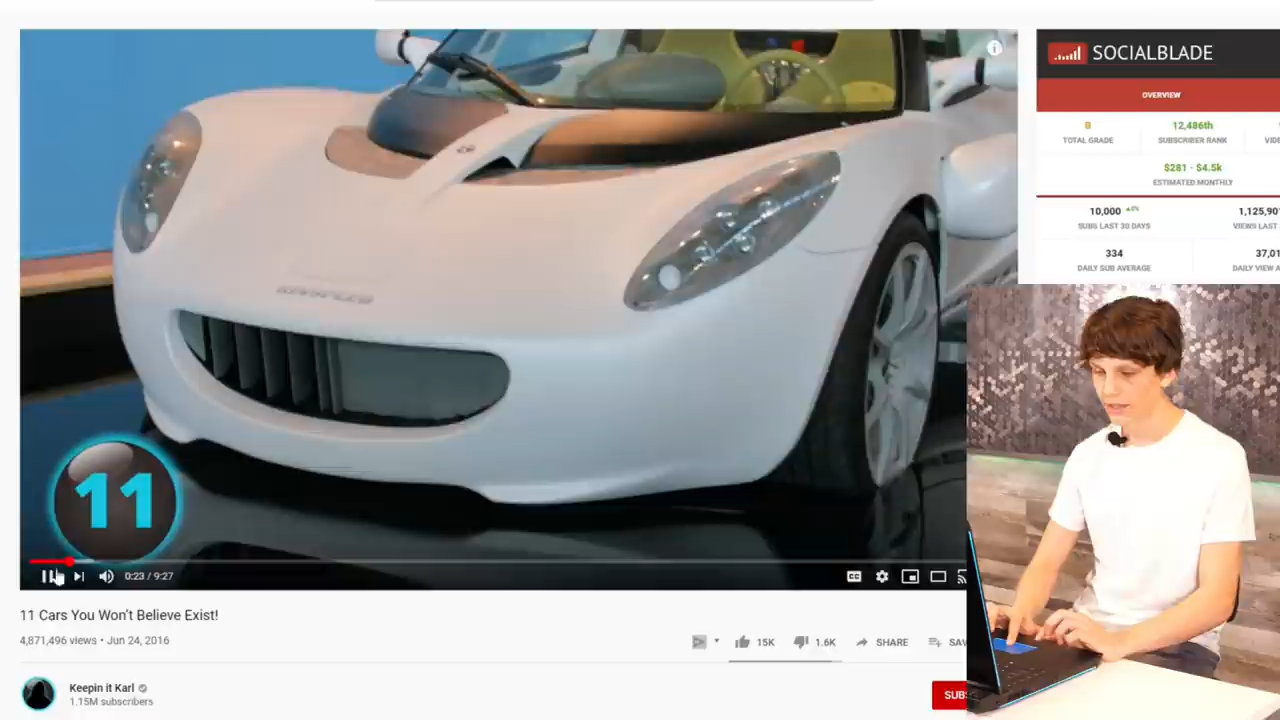 SOCIALBLADE
OVERVIEW
B
TOTAL GRADE
12,486th
SUBSCRIBER RANK
$281 - $4.5k
ESTIMATED MONTHLY
10,000
SUBS LAST 30 DAYS
VIEWS LAST
334
DAILY SUB AVERAGE
DAILY VIEW
11
0:23 / 9:27
CC
11 Cars You Won't Believe Exist!
4,871,496 views • Jun 24, 2016
15K
1.6K
SHARE
Keepin it Karl
1.15M subscribers